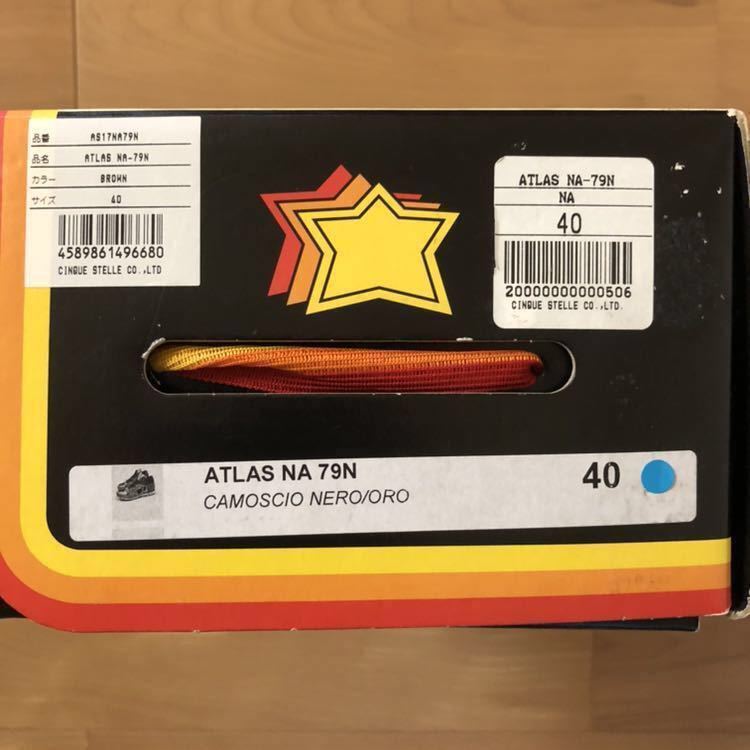 品番 AS17NA79N
品名 ATLAS NA-79N
カラー BROWN
サイズ 40
4589861496680
CINQUE STELLE CO.,LTD
ATLAS NA-79N
NA
40
20000000000506
CINQUE STELLE CO.,LTD.
ATLAS NA 79N 40
CAMOSCIO NERO/ORO